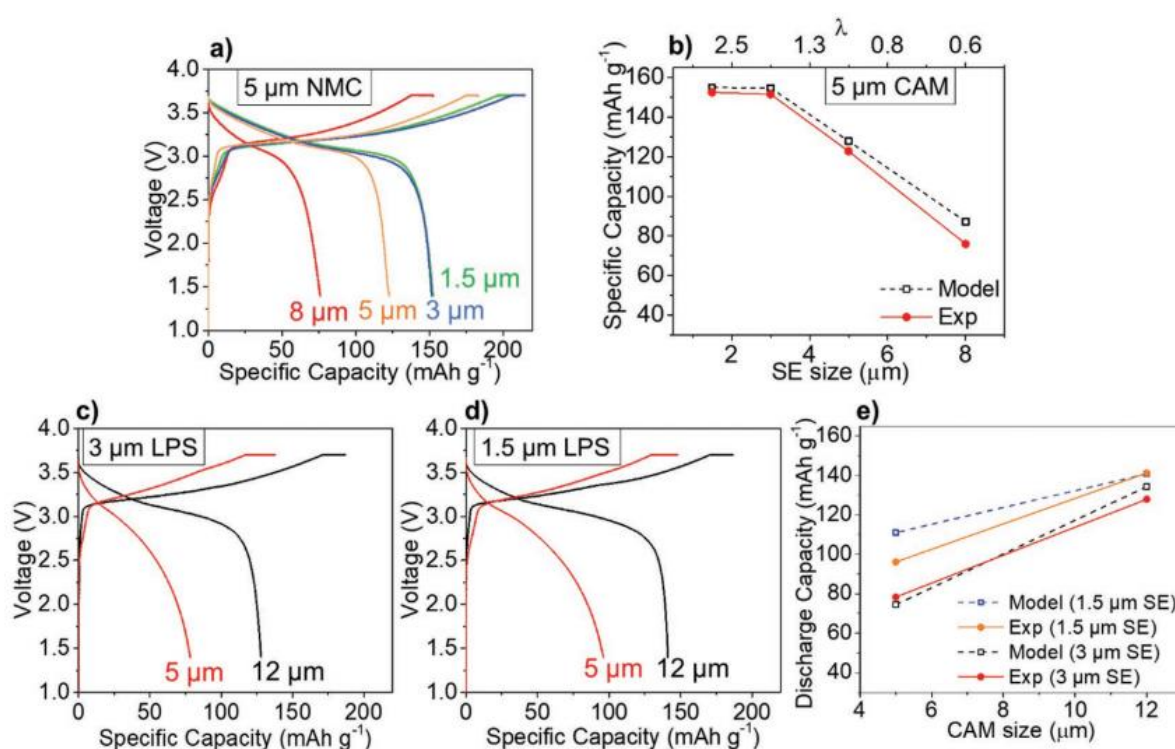 a)
5 μm NMC
4.0
3.5
3.0
2.5
2.0
1.5
1.0
Voltage (V)
8 μm
5 μm
3 μm
1.5 μm
0 50 100 150 200
Specific Capacity (mAh g⁻¹)
b)
λ
2.5 1.3 0.8 0.6
5 μm CAM
160
140
120
100
80
60
40
Specific Capacity (mAh g⁻¹)
Model
Exp
2 4 6 8
SE size (μm)
c)
3 μm LPS
4.0
3.5
3.0
2.5
2.0
1.5
1.0
Voltage (V)
5 μm
12 μm
0 50 100 150 200
Specific Capacity (mAh g⁻¹)
d)
1.5 μm LPS
4.0
3.5
3.0
2.5
2.0
1.5
1.0
Voltage (V)
5 μm
12 μm
0 50 100 150 200
Specific Capacity (mAh g⁻¹)
e)
160
140
120
100
80
60
40
Discharge Capacity (mAh g⁻¹)
Model (1.5 μm SE)
Exp (1.5 μm SE)
Model (3 μm SE)
Exp (3 μm SE)
4 6 8 10 12
CAM size (μm)